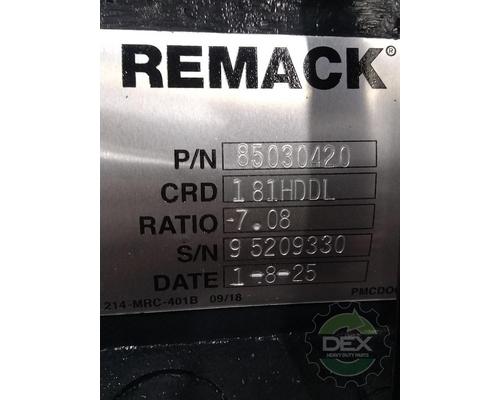 REMACK®
P/N 85030420
CRD 181HDDL
RATIO -7.08
S/N 95209330
DATE 1-8-25
214-MRC-401B 09/18
DEX
HEAVY DUTY PARTS